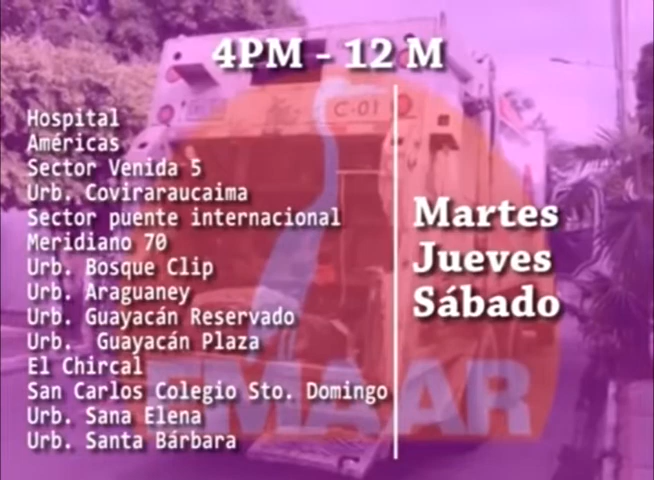 4PM - 12 M
Hospital
Américas
Sector Venida 5
Urb. Coviraraucaima
Sector puente internacional
Meridiano 70
Urb. Bosque Clip
Urb. Araguaney
Urb. Guayacán Reservado
Urb. Guayacán Plaza
El Chircal
San Carlos Colegio Sto. Domingo
Urb. Sana Elena
Urb. Santa Bárbara
Martes
Jueves
Sábado
C-01
EMAAR